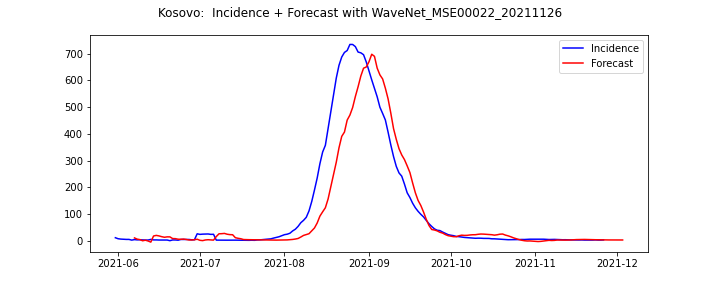 Kosovo:  Incidence + Forecast with WaveNet_MSE00022_20211126
Incidence
Forecast
700
600
500
400
300
200
100
0
2021-06 2021-07 2021-08 2021-09 2021-10 2021-11 2021-12